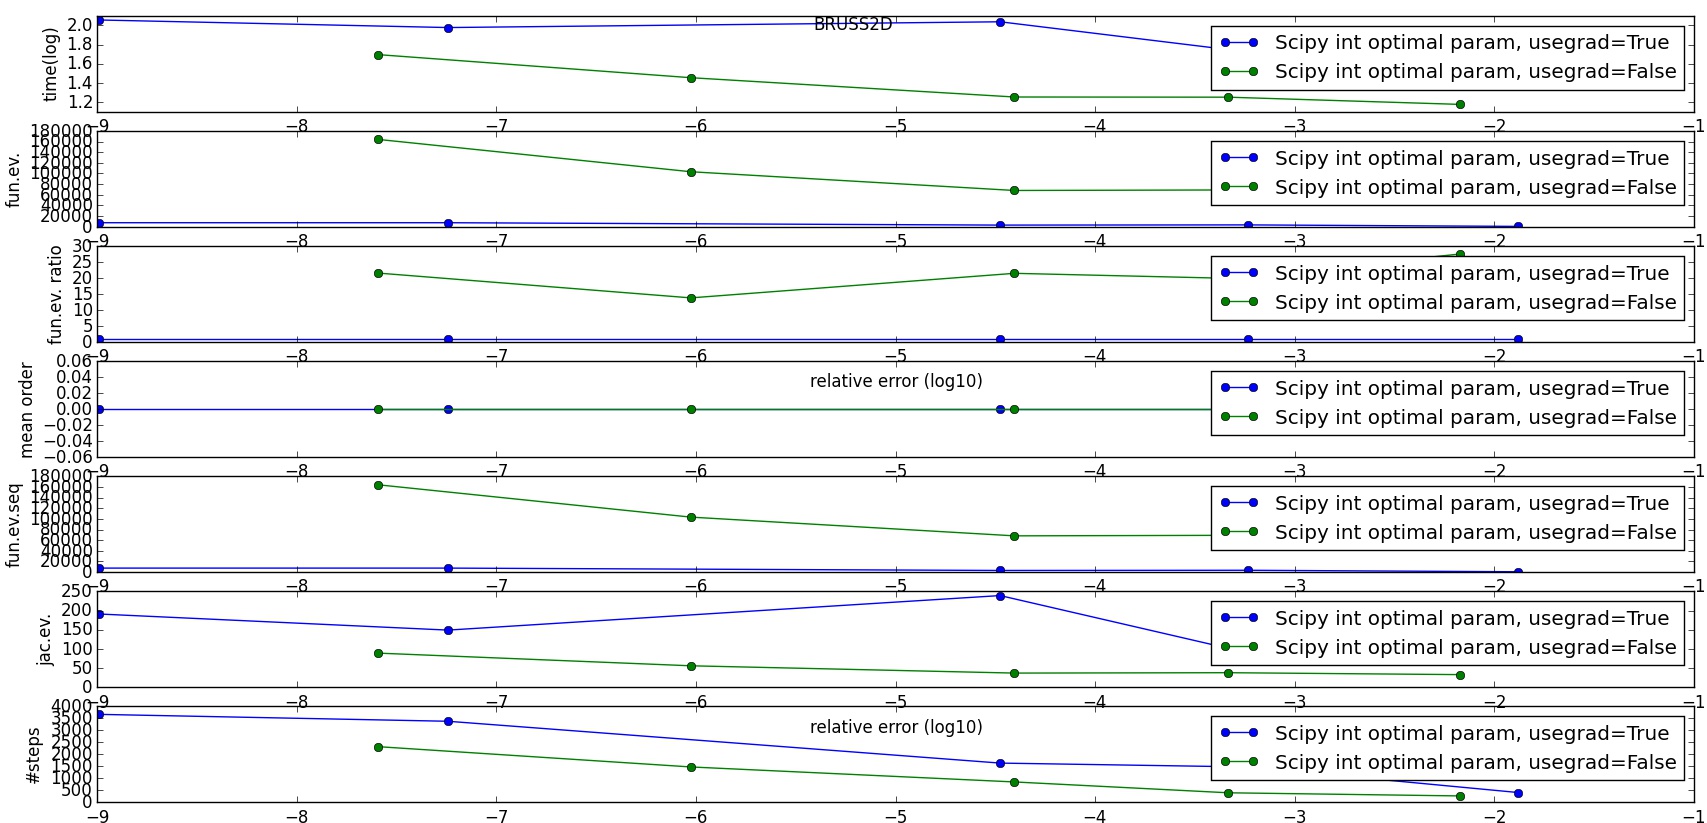 BRUSS2D
time(log)
2.0
1.8
1.6
1.4
1.2
Scipy int optimal param, usegrad=True
Scipy int optimal param, usegrad=False
−9 −8 −7 −6 −5 −4 −3 −2 −1
fun.ev.
180000
160000
140000
120000
100000
80000
60000
40000
20000
0
Scipy int optimal param, usegrad=True
Scipy int optimal param, usegrad=False
−9 −8 −7 −6 −5 −4 −3 −2 −1
fun.ev. ratio
30
25
20
15
10
5
0
Scipy int optimal param, usegrad=True
Scipy int optimal param, usegrad=False
−9 −8 −7 −6 −5 −4 −3 −2 −1
relative error (log10)
mean order
0.06
0.04
0.02
0.00
−0.02
−0.04
−0.06
Scipy int optimal param, usegrad=True
Scipy int optimal param, usegrad=False
−9 −8 −7 −6 −5 −4 −3 −2 −1
fun.ev.seq
180000
160000
140000
120000
100000
80000
60000
40000
20000
0
Scipy int optimal param, usegrad=True
Scipy int optimal param, usegrad=False
−9 −8 −7 −6 −5 −4 −3 −2 −1
jac.ev.
250
200
150
100
50
0
Scipy int optimal param, usegrad=True
Scipy int optimal param, usegrad=False
−9 −8 −7 −6 −5 −4 −3 −2 −1
relative error (log10)
#steps
4000
3500
3000
2500
2000
1500
1000
500
0
Scipy int optimal param, usegrad=True
Scipy int optimal param, usegrad=False
−9 −8 −7 −6 −5 −4 −3 −2 −1